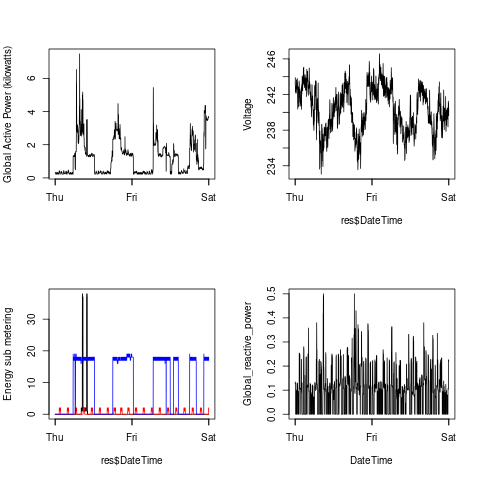 Global Active Power (kilowatts)
0
2
4
6
Thu
Fri
Sat
Voltage
234
238
242
246
Thu
Fri
Sat
res$DateTime
Energy sub metering
0
10
20
30
Thu
Fri
Sat
res$DateTime
Global_reactive_power
0.0
0.1
0.2
0.3
0.4
0.5
Thu
Fri
Sat
DateTime